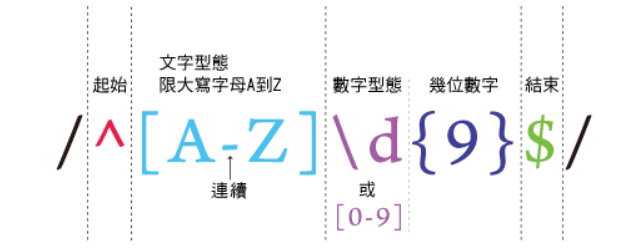 文字型態
起始 限大寫字母A到Z 數字型態 幾位數字 結束
/^[A-Z]\d{9}$/
連續 或
[0-9]